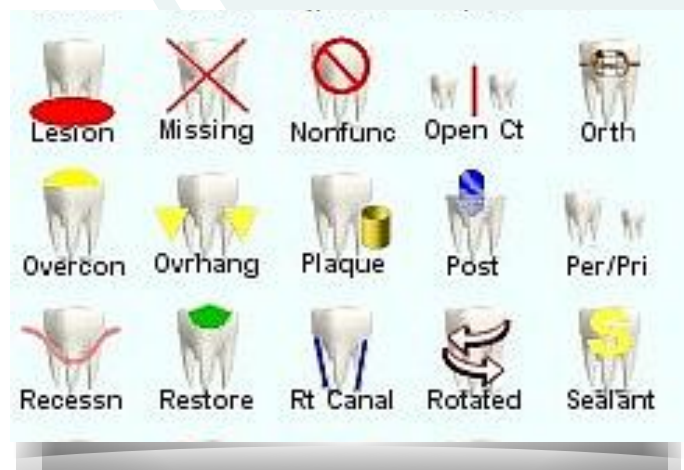 Lesion Missing Nonfunc Open Ct Orth
Overcon Ovrhang Plaque Post Per/Pri
Recessn Restore Rt Canal Rotated Sealant
S